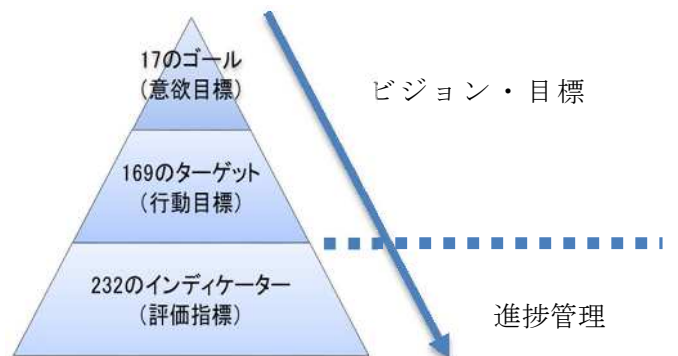 17のゴール
(意欲目標)
ビジョン・目標
169のターゲット
(行動目標)
232のインディケーター
(評価指標)
進捗管理